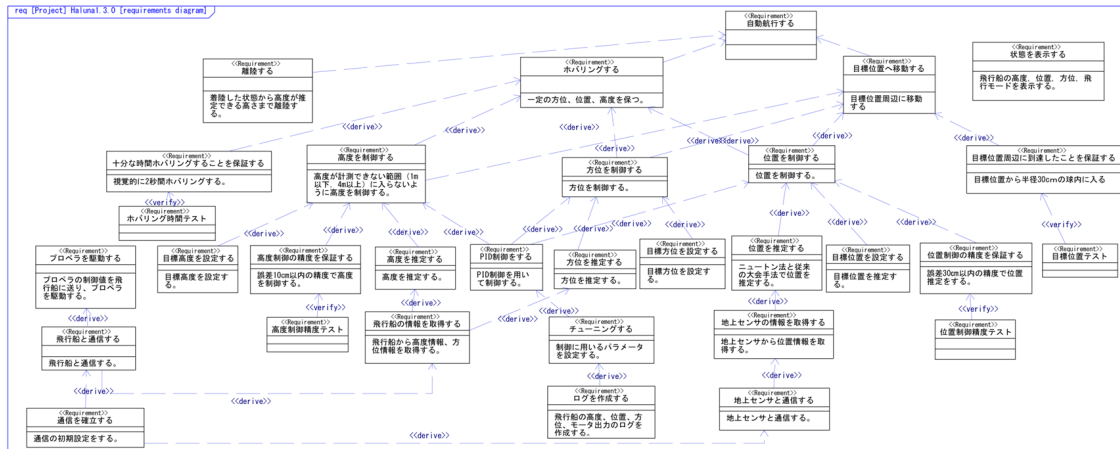 req [Project] Haluna1.3.0 [requirements diagram]
<<Requirement>>
自動航行する
<<Requirement>>
離陸する
着陸した状態から高度が推
定できる高さまで離陸す
る。
<<Requirement>>
ホバリングする
一定の方位、位置、高度を保つ。
<<Requirement>>
目標位置へ移動する
目標位置周辺に移動
する
<<Requirement>>
状態を表示する
飛行船の高度、位置、方位、飛
行モードを表示する。
<<derive>>
<<derive>>
<<derive>>
<<derive>>
<<derive>>
<<derive>>
<<derive>>
<<derive>>
<<Requirement>>
十分な時間ホバリングすることを保証する
視覚的に2秒間ホバリングする。
<<Requirement>>
高度を制御する
高度が計測できない範囲（1m
以下、4m以上）に入らないよ
うに高度を制御する。
<<Requirement>>
方位を制御する
方位を制御する。
<<Requirement>>
位置を制御する
位置を制御する。
<<Requirement>>
目標位置周辺に到達したことを保証する
目標位置から半径30cmの球内に入る
<<verify>>
<<Requirement>>
ホバリング時間テスト
<<derive>>
<<derive>>
<<derive>>
<<derive>>
<<derive>>
<<derive>>
<<derive>>
<<derive>>
<<derive>>
<<derive>>
<<derive>>
<<verify>>
<<Requirement>>
プロペラを駆動する
プロペラの制御値を飛
行船に送り、プロペラ
を駆動する。
<<Requirement>>
目標高度を設定する
目標高度を設定す
る。
<<Requirement>>
高度制御の精度を保証する
誤差10cm以内の精度で高度
を制御する。
<<Requirement>>
高度を推定する
高度を推定する。
<<Requirement>>
PID制御をする
PID制御を用い
て制御する。
<<Requirement>>
方位を推定する
方位を推定する。
<<Requirement>>
目標方位を設定する
目標方位を設定す
る。
<<Requirement>>
位置を推定する
ニュートン法と従来
の大会手法で位置を
推定する。
<<Requirement>>
目標位置を設定する
目標位置を推定す
る。
<<Requirement>>
位置制御の精度を保証する
誤差30cm以内の精度で位置
推定をする。
<<Requirement>>
目標位置テスト
<<derive>>
<<verify>>
<<derive>>
<<derive>>
<<derive>>
<<derive>>
<<verify>>
<<Requirement>>
飛行船と通信する
飛行船と通信する。
<<Requirement>>
高度制御精度テスト
<<Requirement>>
飛行船の情報を取得する
飛行船から高度情報、方
位情報を取得する。
<<Requirement>>
チューニングする
制御に用いるパラメータ
を設定する。
<<Requirement>>
地上センサの情報を取得する
地上センサから位置情報を取
得する。
<<Requirement>>
位置制御精度テスト
<<derive>>
<<derive>>
<<derive>>
<<derive>>
<<Requirement>>
通信を確立する
通信の初期設定をする。
<<Requirement>>
ログを作成する
飛行船の高度、位置、方
位、モータ出力のログを
作成する。
<<Requirement>>
地上センサと通信する
地上センサと通信する。
<<derive>>